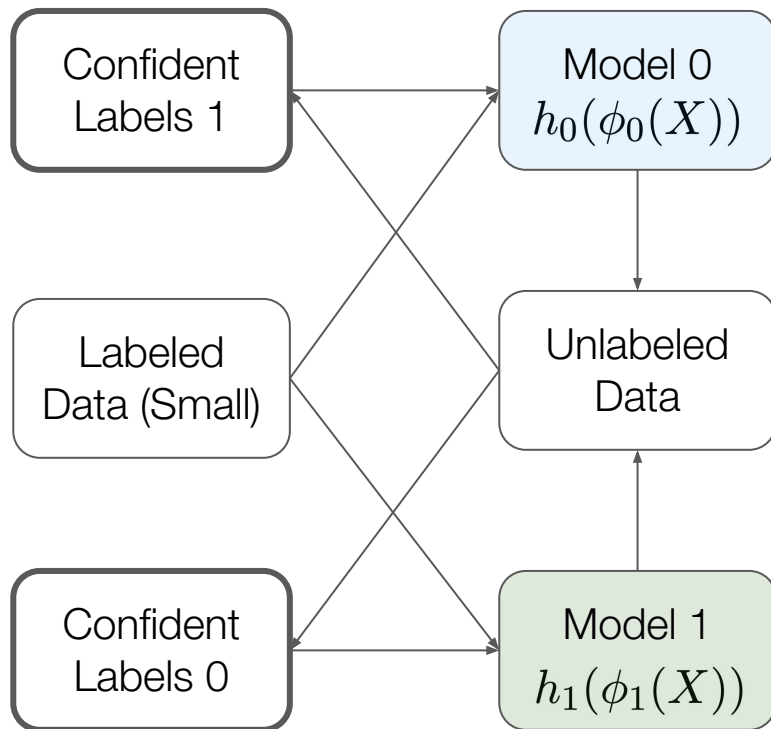 Confident
Labels 1
Model 0
h₀(ϕ₀(X))
Labeled
Data (Small)
Unlabeled
Data
Confident
Labels 0
Model 1
h₁(ϕ₁(X))